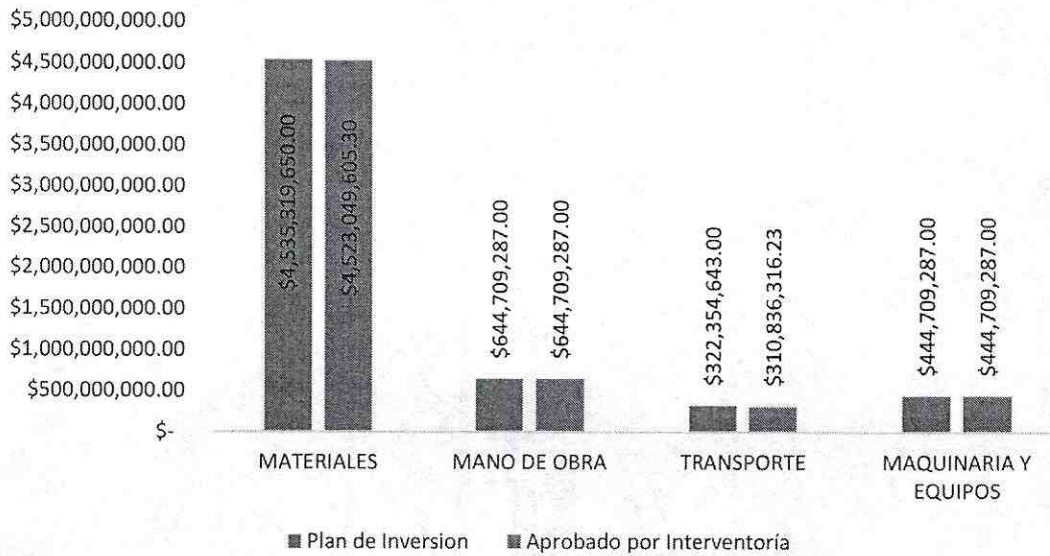 $5,000,000,000.00
$4,500,000,000.00
$4,000,000,000.00
$3,500,000,000.00
$3,000,000,000.00
$2,500,000,000.00
$2,000,000,000.00
$1,500,000,000.00
$1,000,000,000.00
$500,000,000.00
$-
$4,535,319,650.00
$4,523,049,605.30
$644,709,287.00
$644,709,287.00
$322,354,643.00
$310,836,316.23
$444,709,287.00
$444,709,287.00
MATERIALES
MANO DE OBRA
TRANSPORTE
MAQUINARIA Y
EQUIPOS
Plan de Inversion
Aprobado por Interventoría